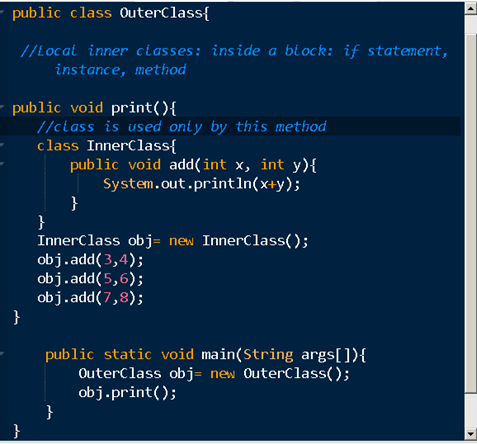 public class OuterClass{
//Local inner classes: inside a block: if statement,
instance, method
public void print(){
//class is used only by this method
class InnerClass{
public void add(int x, int y){
System.out.println(x+y);
}
}
InnerClass obj= new InnerClass();
obj.add(3,4);
obj.add(5,6);
obj.add(7,8);
}
public static void main(String args[]){
OuterClass obj= new OuterClass();
obj.print();
}
}